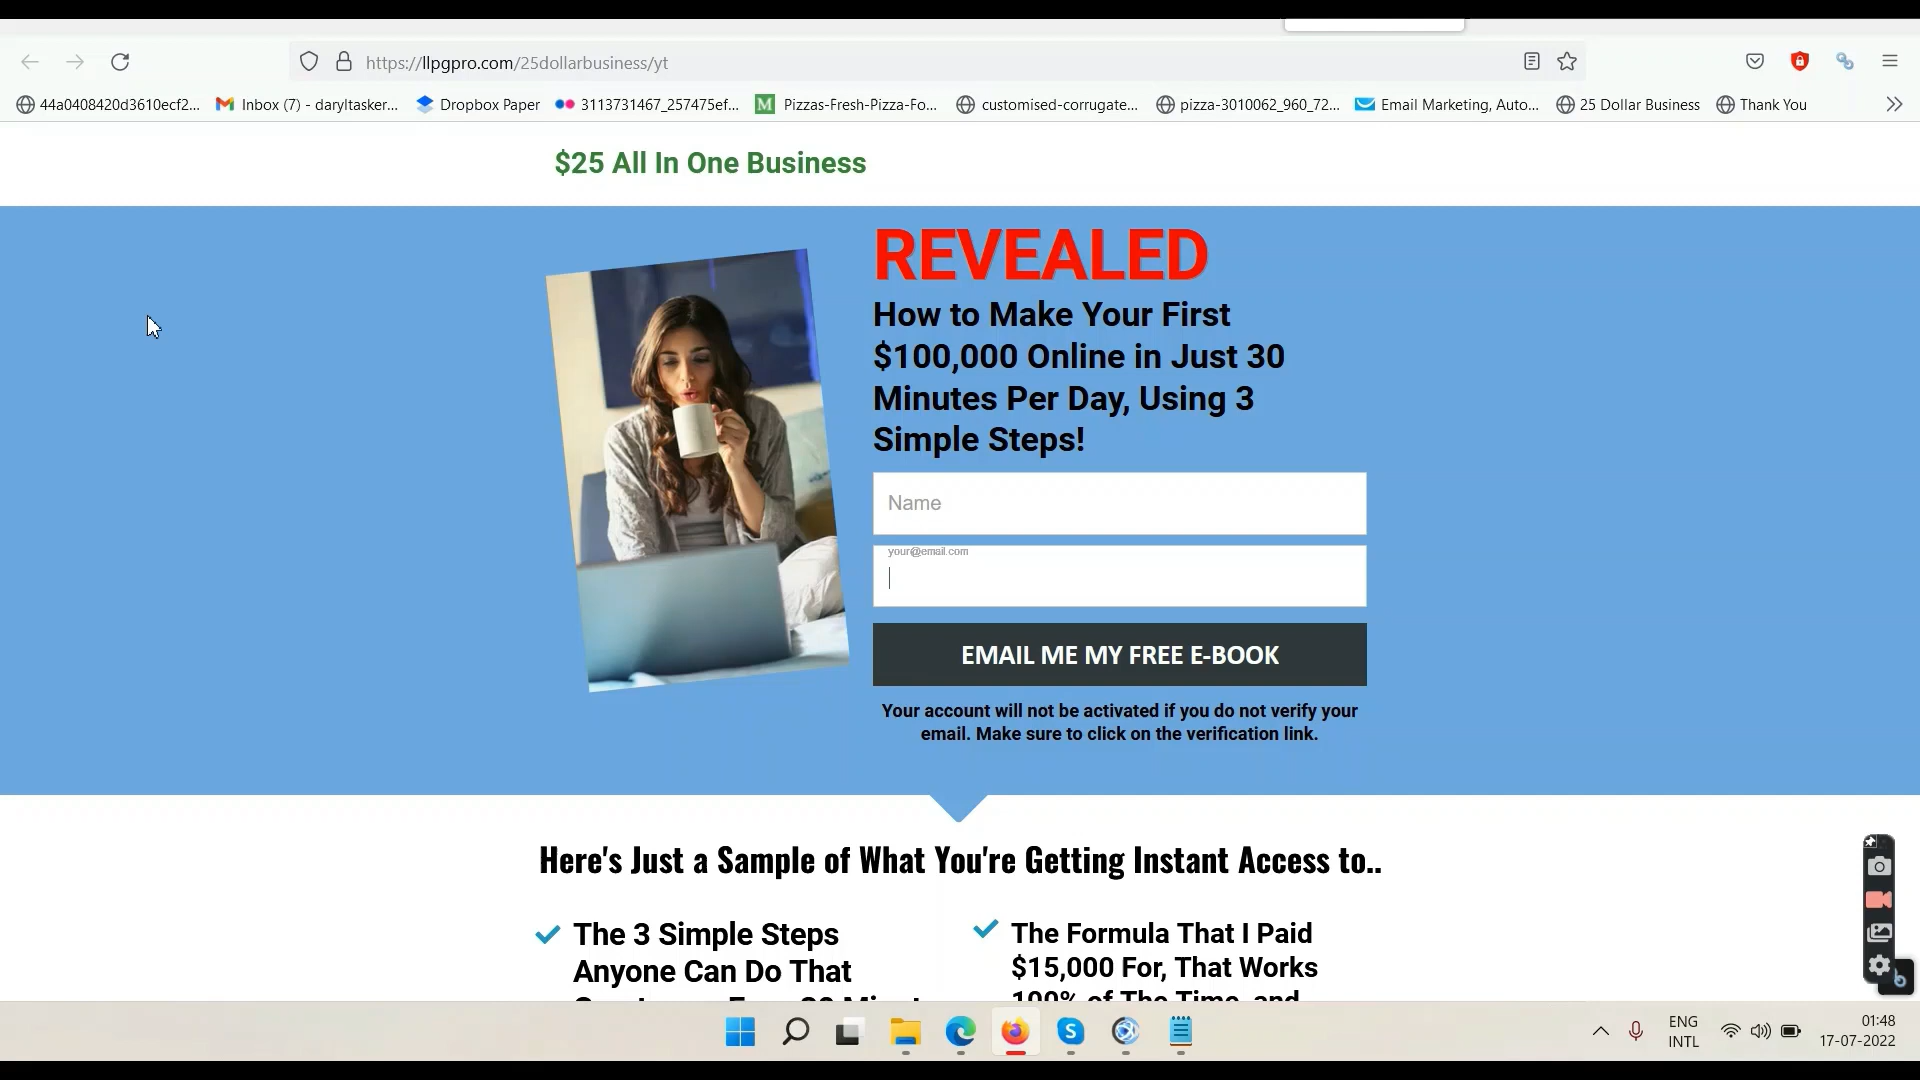 https://llpgpro.com/25dollarbusiness/yt
44a0408420d3610ecf2... Inbox (7) - daryltasker... Dropbox Paper 3113731467_257475ef... M Pizzas-Fresh-Pizza-Fo... customised-corrugate... pizza-3010062_960_72... Email Marketing, Auto... 25 Dollar Business Thank You
$25 All In One Business
REVEALED
How to Make Your First
$100,000 Online in Just 30
Minutes Per Day, Using 3
Simple Steps!
Name
your@email.com
EMAIL ME MY FREE E-BOOK
Your account will not be activated if you do not verify your
email. Make sure to click on the verification link.
Here's Just a Sample of What You're Getting Instant Access to..
The 3 Simple Steps
Anyone Can Do That
The Formula That I Paid
$15,000 For, That Works
100% of The Time, and
ENG
INTL
01:48
17-07-2022